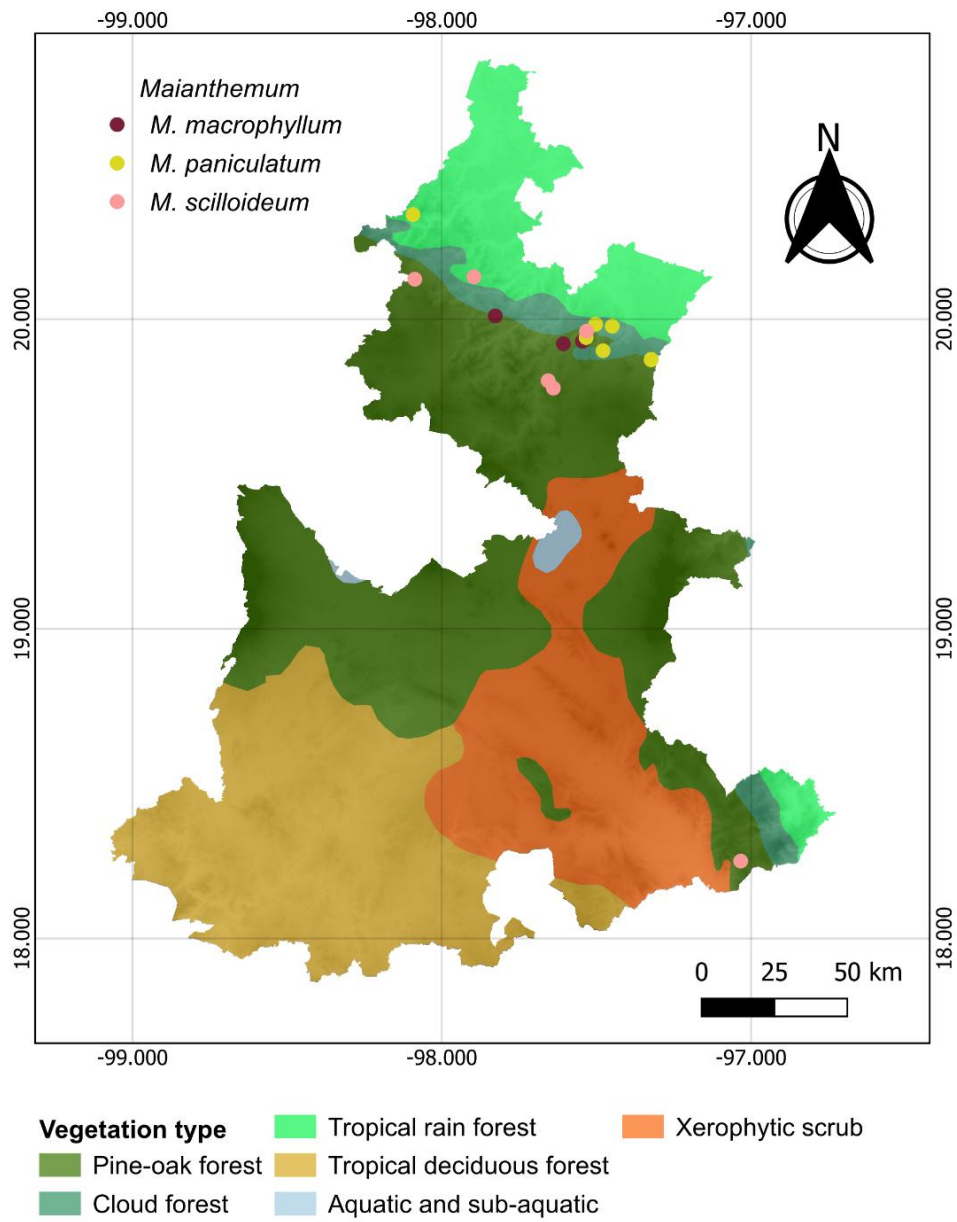 -99.000 -98.000 -97.000
Maianthemum
M. macrophyllum
M. paniculatum
M. scilloideum
N
20.000 20.000
19.000 19.000
18.000 18.000
0 25 50 km
-99.000 -98.000 -97.000
Vegetation type Tropical rain forest Xerophytic scrub
Pine-oak forest Tropical deciduous forest
Cloud forest Aquatic and sub-aquatic